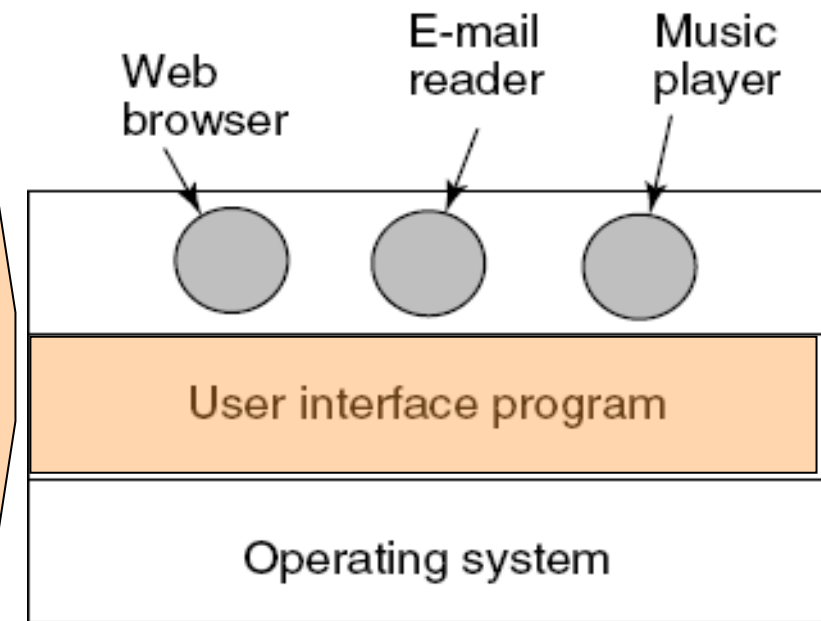 Web
browser
E-mail
reader
Music
player
User interface program
Operating system